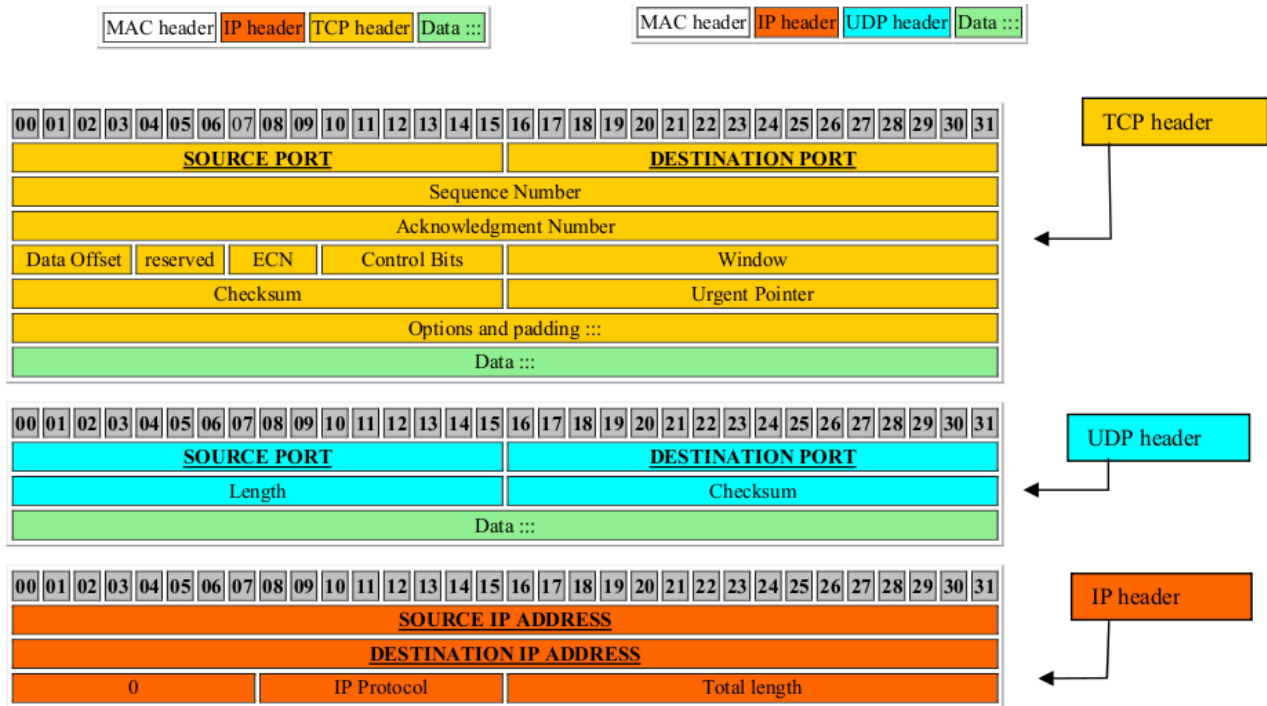 MAC header IP header TCP header Data :::
MAC header IP header UDP header Data :::
00 01 02 03 04 05 06 07 08 09 10 11 12 13 14 15 16 17 18 19 20 21 22 23 24 25 26 27 28 29 30 31
TCP header
SOURCE PORT DESTINATION PORT
Sequence Number
Acknowledgment Number
Data Offset reserved ECN Control Bits Window
Checksum Urgent Pointer
Options and padding :::
Data :::
00 01 02 03 04 05 06 07 08 09 10 11 12 13 14 15 16 17 18 19 20 21 22 23 24 25 26 27 28 29 30 31
UDP header
SOURCE PORT DESTINATION PORT
Length Checksum
Data :::
00 01 02 03 04 05 06 07 08 09 10 11 12 13 14 15 16 17 18 19 20 21 22 23 24 25 26 27 28 29 30 31
IP header
SOURCE IP ADDRESS
DESTINATION IP ADDRESS
0 IP Protocol Total length